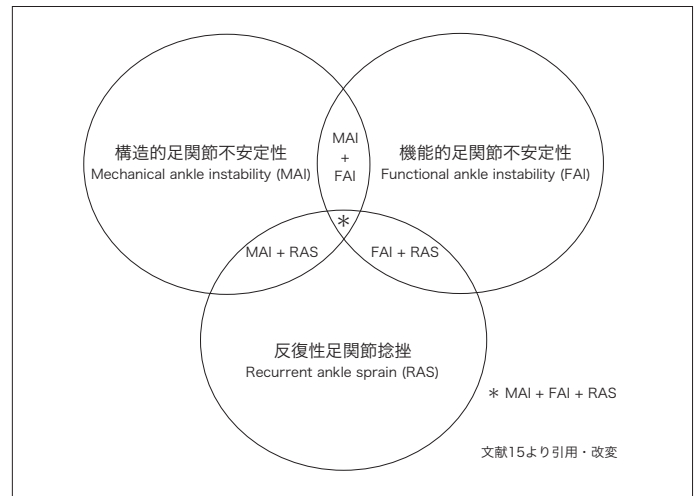 構造的足関節不安定性
Mechanical ankle instability (MAI)
MAI
+
FAI
機能的足関節不安定性
Functional ankle instability (FAI)
*
MAI + RAS
FAI + RAS
反復性足関節捻挫
Recurrent ankle sprain (RAS)
* MAI + FAI + RAS
文献15より引用・改変